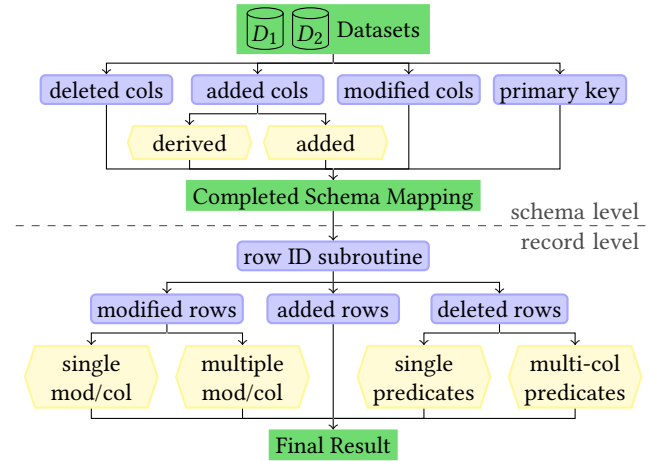 D1 D2 Datasets
deleted cols added cols modified cols primary key
derived added
Completed Schema Mapping
schema level
record level
row ID subroutine
modified rows added rows deleted rows
single multiple single multi-col
mod/col mod/col predicates predicates
Final Result